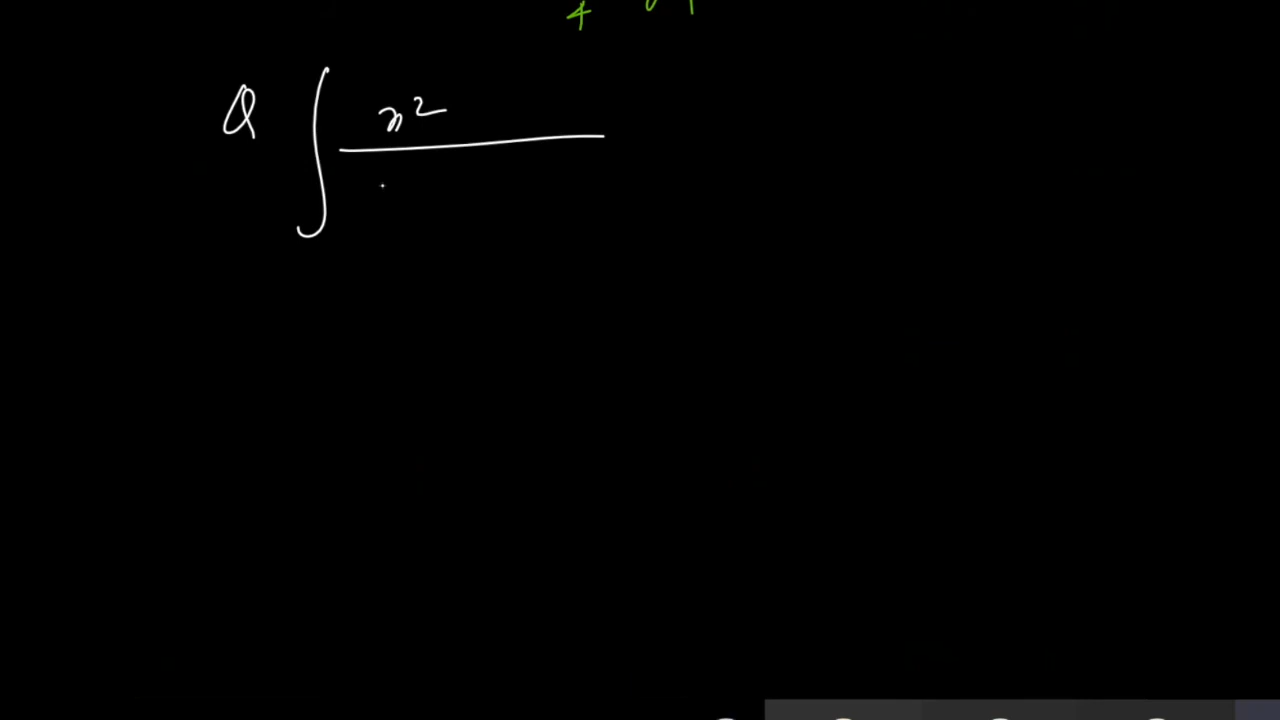 Q ∫ x²